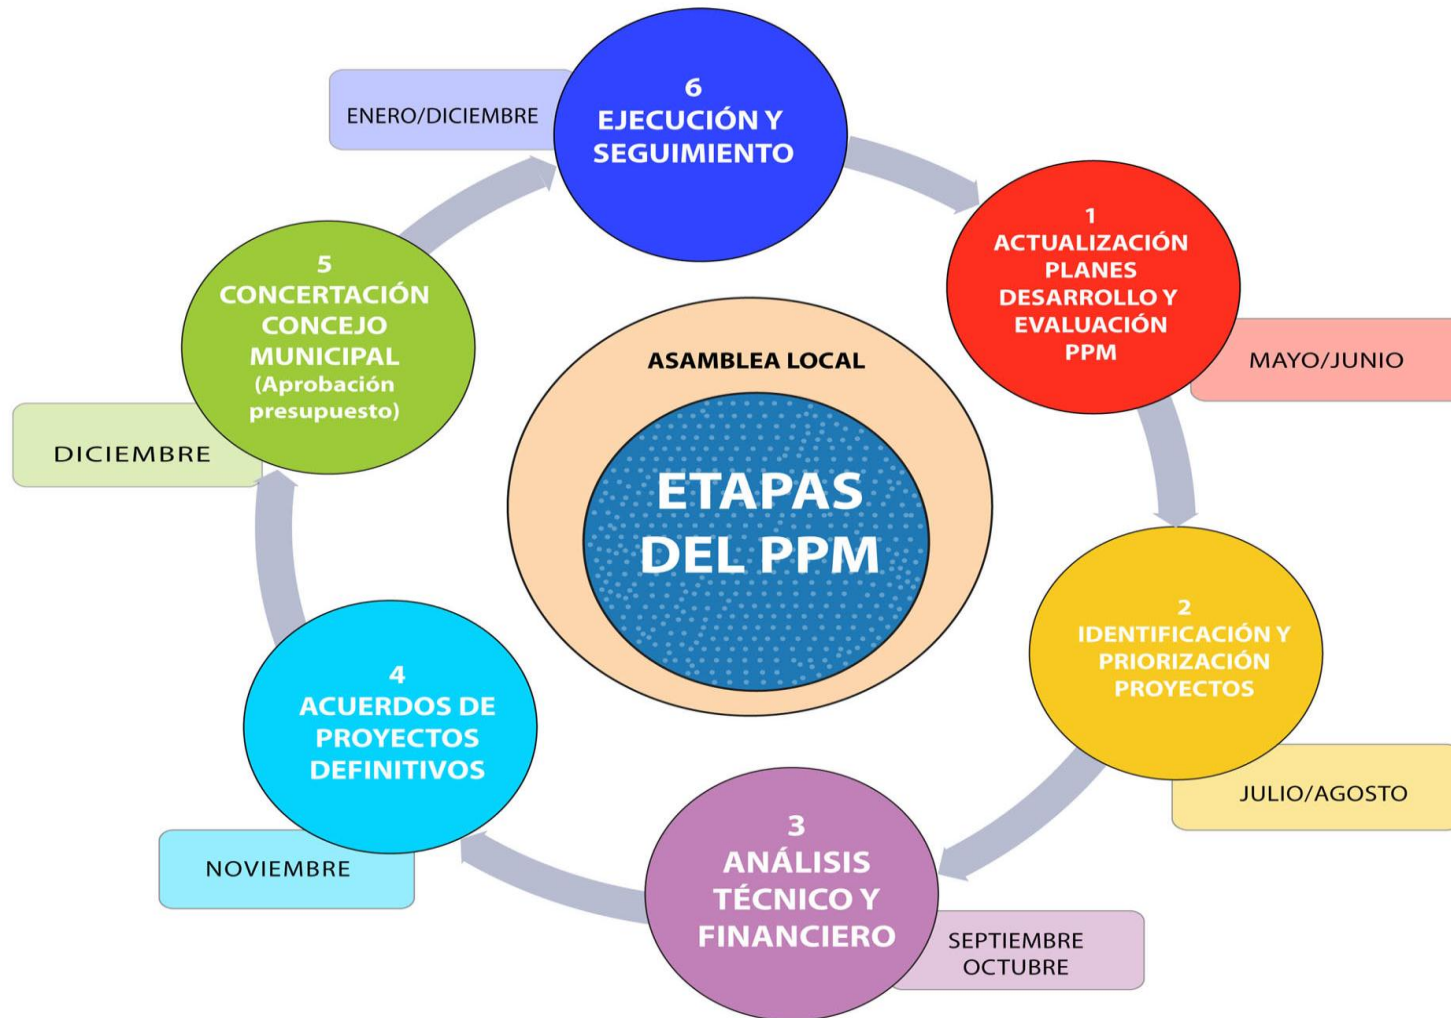 6
EJECUCIÓN Y
SEGUIMIENTO
ENERO/DICIEMBRE
1
ACTUALIZACIÓN
PLANES
DESARROLLO Y
EVALUACIÓN
PPM
MAYO/JUNIO
2
IDENTIFICACIÓN Y
PRIORIZACIÓN
PROYECTOS
JULIO/AGOSTO
3
ANÁLISIS
TÉCNICO Y
FINANCIERO
SEPTIEMBRE
OCTUBRE
4
ACUERDOS DE
PROYECTOS
DEFINITIVOS
NOVIEMBRE
5
CONCERTACIÓN
CONCEJO
MUNICIPAL
(Aprobación
presupuesto)
DICIEMBRE
ASAMBLEA LOCAL
ETAPAS
DEL PPM